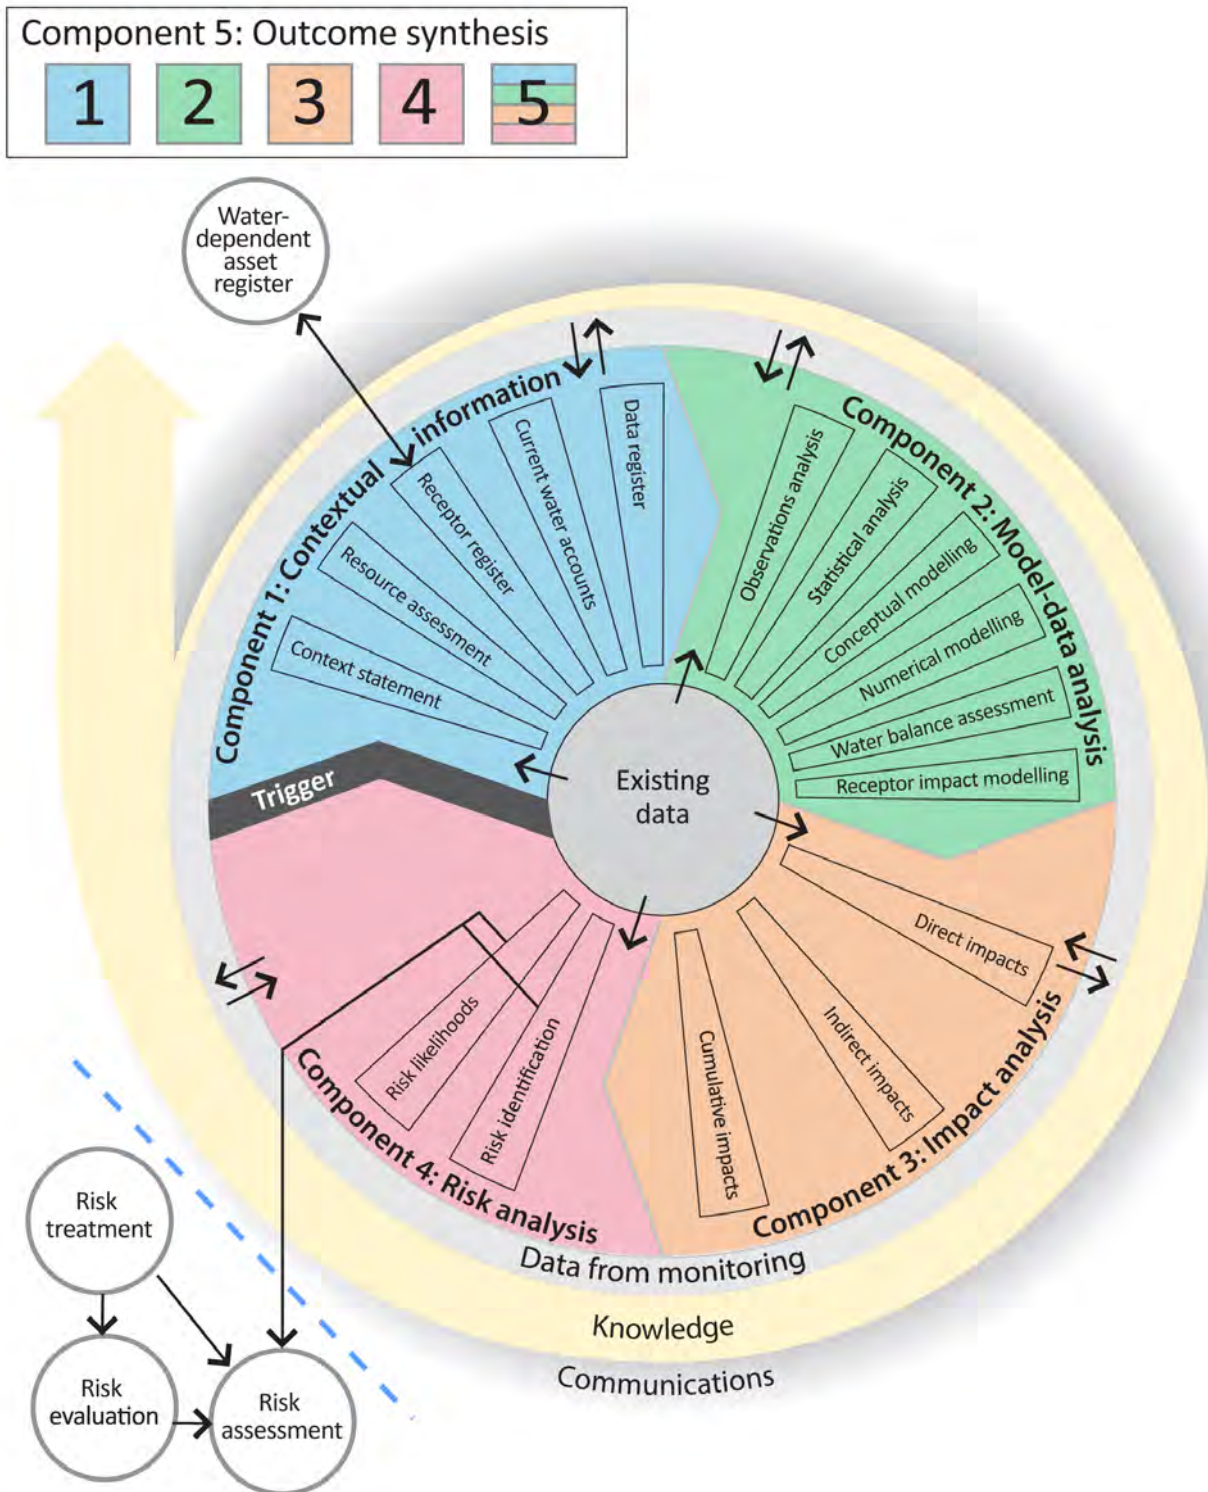 Component 5: Outcome synthesis
1 2 3 4 5
Water-
dependent
asset
register
Component 1: Contextual information
Context statement
Resource assessment
Receptor register
Current water accounts
Data register
Component 2: Model-data analysis
Observations analysis
Statistical analysis
Conceptual modelling
Numerical modelling
Water balance assessment
Receptor impact modelling
Trigger
Existing
data
Component 3: Impact analysis
Direct impacts
Indirect impacts
Cumulative impacts
Component 4: Risk analysis
Risk identification
Risk likelihoods
Data from monitoring
Knowledge
Communications
Risk
treatment
Risk
evaluation
Risk
assessment